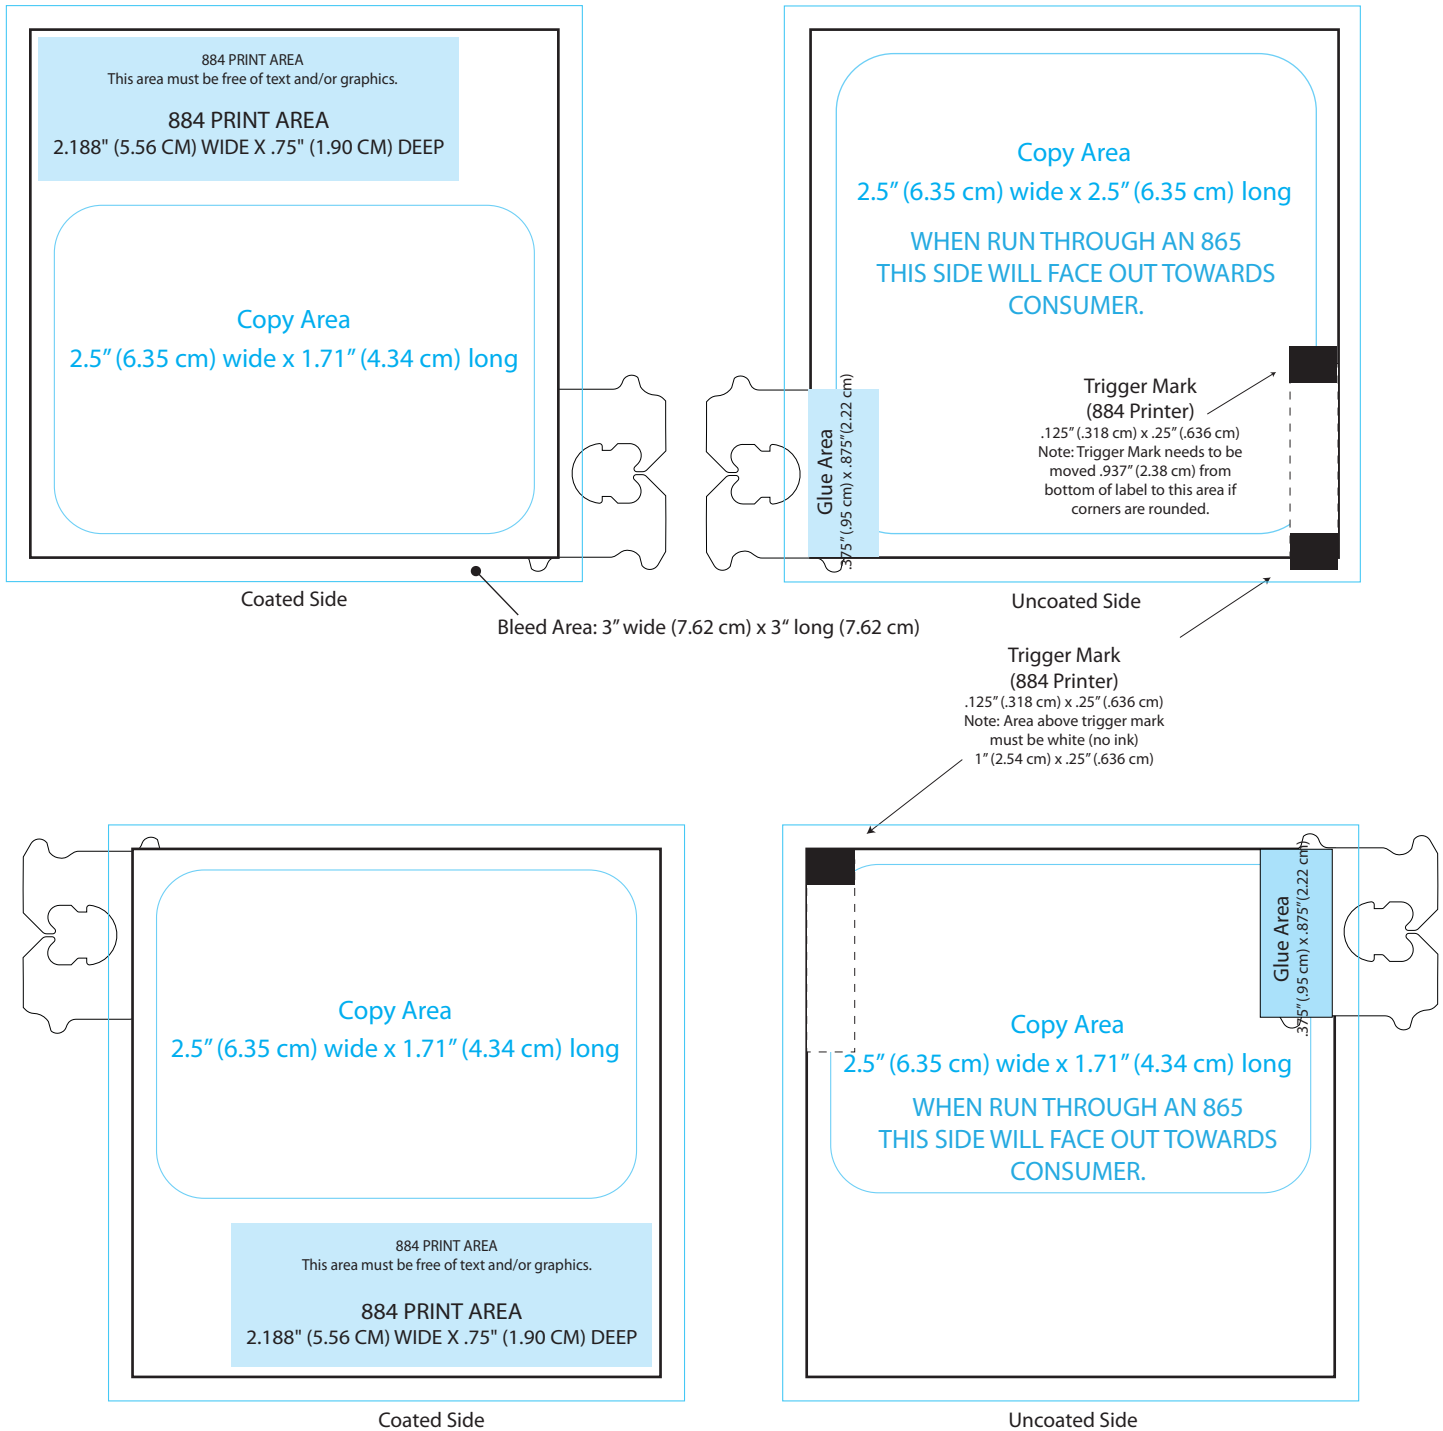 884 PRINT AREA
This area must be free of text and/or graphics.
884 PRINT AREA
2.188" (5.56 CM) WIDE X .75" (1.90 CM) DEEP
Copy Area
2.5” (6.35 cm) wide x 1.71” (4.34 cm) long
Coated Side
Copy Area
2.5” (6.35 cm) wide x 2.5” (6.35 cm) long
WHEN RUN THROUGH AN 865
THIS SIDE WILL FACE OUT TOWARDS
CONSUMER.
Trigger Mark
(884 Printer)
.125” (.318 cm) x .25” (.636 cm)
Note: Trigger Mark needs to be
moved .937” (2.38 cm) from
bottom of label to this area if
corners are rounded.
Glue Area
.375” (.95 cm) x .875” (2.22 cm)
Uncoated Side
Bleed Area: 3” wide (7.62 cm) x 3“ long (7.62 cm)
Trigger Mark
(884 Printer)
.125” (.318 cm) x .25” (.636 cm)
Note: Area above trigger mark
must be white (no ink)
1” (2.54 cm) x .25” (.636 cm)
Copy Area
2.5” (6.35 cm) wide x 1.71” (4.34 cm) long
884 PRINT AREA
This area must be free of text and/or graphics.
884 PRINT AREA
2.188" (5.56 CM) WIDE X .75" (1.90 CM) DEEP
Coated Side
Glue Area
.375” (.95 cm) x .875” (2.22 cm)
Copy Area
2.5” (6.35 cm) wide x 1.71” (4.34 cm) long
WHEN RUN THROUGH AN 865
THIS SIDE WILL FACE OUT TOWARDS
CONSUMER.
Uncoated Side